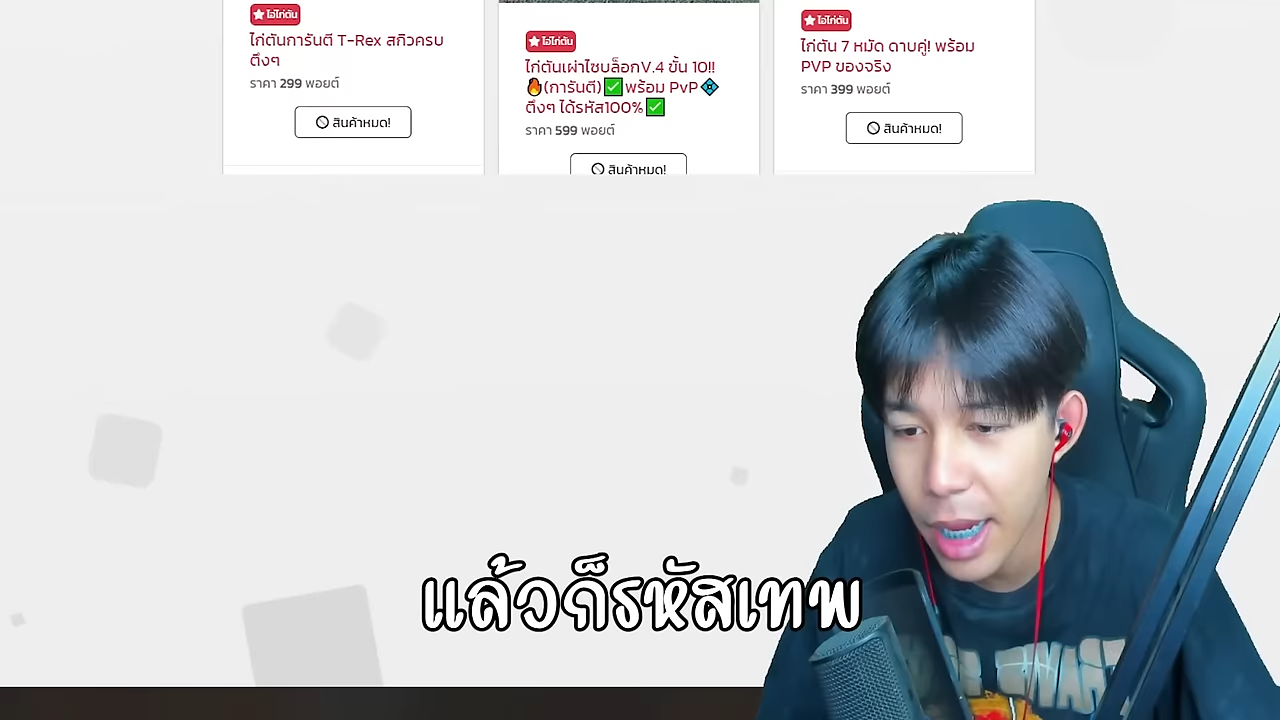 ไอ้ไก่ตัน
ไก่ตันการันตี T-Rex สกิวครบ
ตึงๆ
ราคา 299 พอยต์
สินค้าหมด!
ไอ้ไก่ตัน
ไก่ตันเผ่าไซบล็อกV.4 ขั้น 10!!
🔥(การันตี)✅พร้อม PvP💠
ตึงๆ ได้รหัส100%✅
ราคา 599 พอยต์
สินค้าหมด!
ไอ้ไก่ตัน
ไก่ตัน 7 หมัด ดาบคู่! พร้อม
PVP ของจริง
ราคา 399 พอยต์
สินค้าหมด!
แล้วก็รหัสเทพ